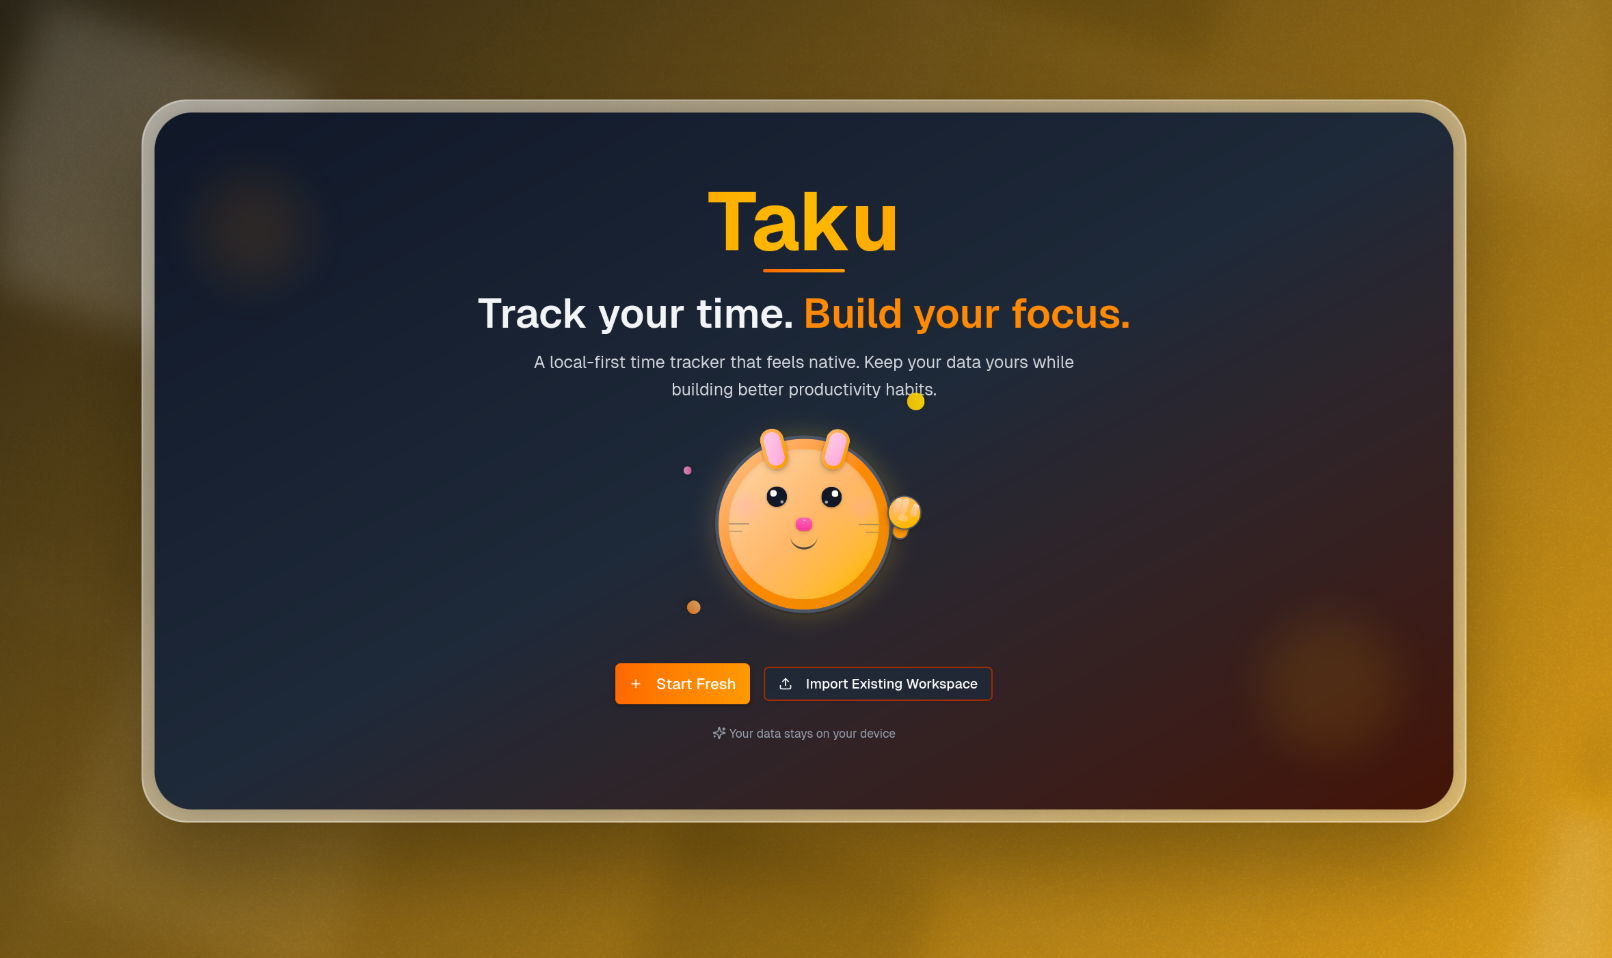 Taku
Track your time. Build your focus.
A local-first time tracker that feels native. Keep your data yours while
building better productivity habits.
Start Fresh
Import Existing Workspace
Your data stays on your device